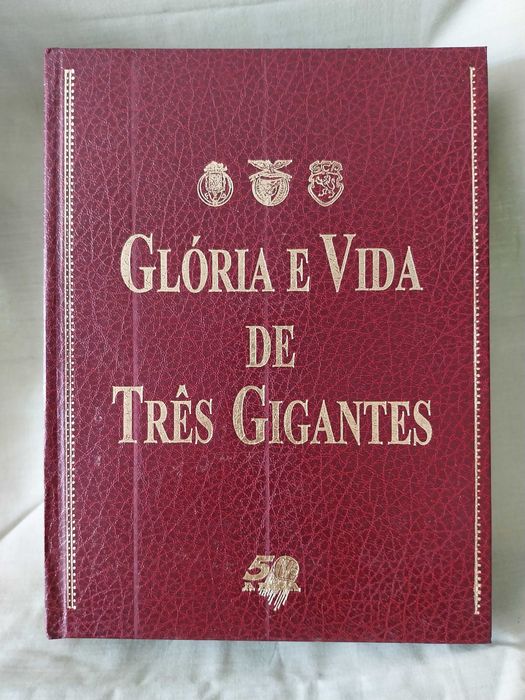 GLÓRIA E VIDA
DE
TRÊS GIGANTES
50